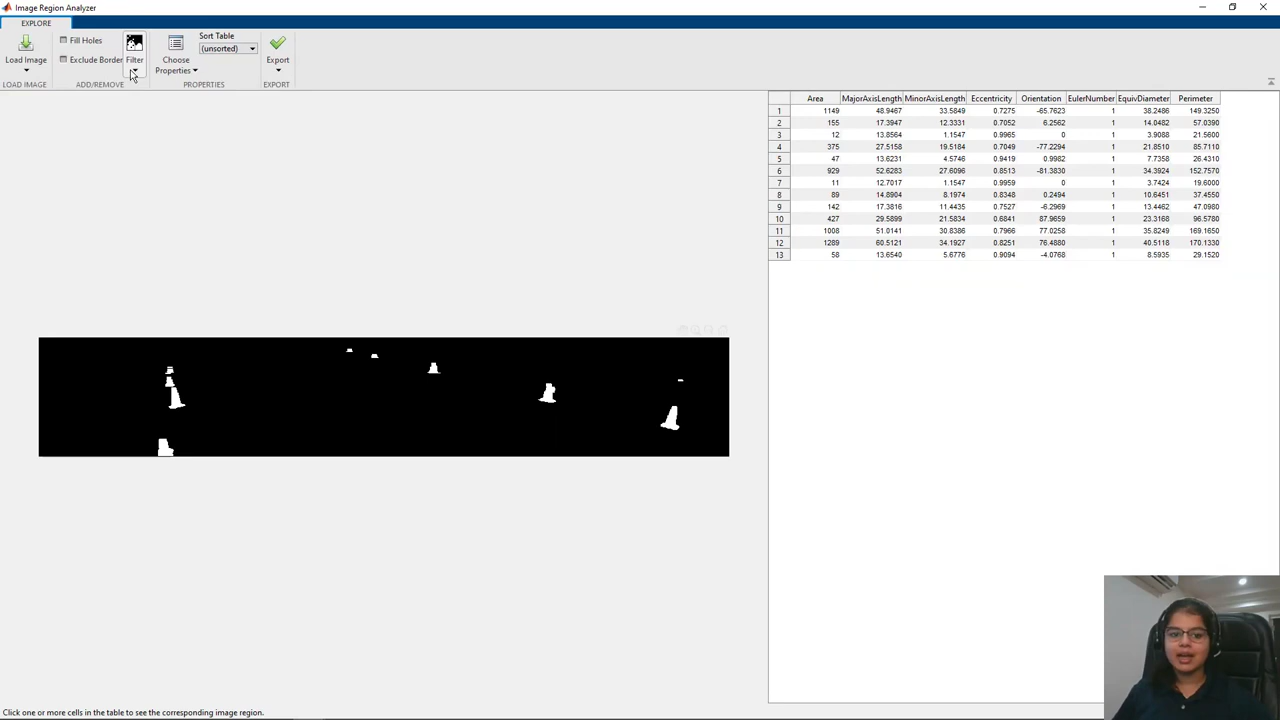 Image Region Analyzer
EXPLORE
Load Image
Fill Holes
Exclude Border
Filter
Choose
Properties
Sort Table
(unsorted)
Export
LOAD IMAGE
ADD/REMOVE
PROPERTIES
EXPORT
Area MajorAxisLength MinorAxisLength Eccentricity Orientation EulerNumber EquivDiameter Perimeter
1 1149 48.9467 33.5849 0.7275 -65.7623 1 38.2486 149.3250
2 155 17.3947 12.3331 0.7052 6.2562 1 14.0482 57.0390
3 12 13.8564 1.1547 0.9965 0 1 3.9088 21.5600
4 375 27.5158 19.5184 0.7049 -77.2294 1 21.8510 85.7110
5 47 13.6231 4.5746 0.9419 0.9982 1 7.7358 26.4310
6 929 52.6283 27.6096 0.8513 -81.3830 1 34.3924 152.7570
7 11 12.7017 1.1547 0.9959 0 1 3.7424 19.6000
8 89 14.8904 8.1974 0.8348 0.2494 1 10.6451 37.4550
9 142 17.3816 11.4435 0.7527 -6.2969 1 13.4462 47.0980
10 427 29.5899 21.5834 0.6841 87.9659 1 23.3168 96.5780
11 1008 51.0141 30.8386 0.7966 77.0258 1 35.8249 169.1650
12 1289 60.5121 34.1927 0.8251 76.4880 1 40.5118 170.1330
13 58 13.6540 5.6776 0.9094 -4.0768 1 8.5935 29.1520
Click one or more cells in the table to see the corresponding image region.